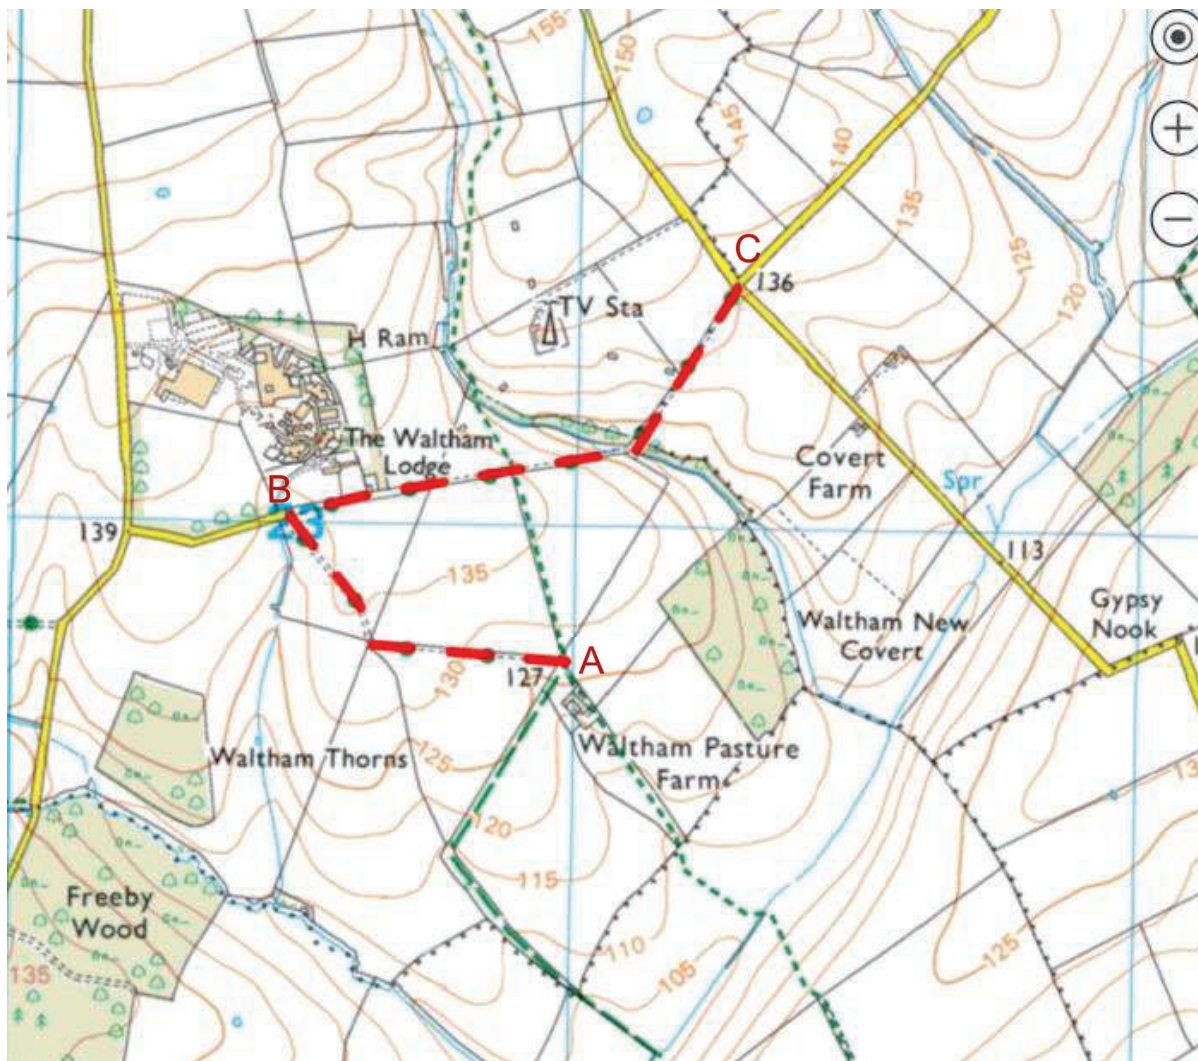 155
150
145
140
135
C
136
125
120
TV Sta
H Ram
The Waltham
Lodge
B
139
Covert
Farm
Spr
113
135
Gypsy
Nook
Waltham New
Covert
A
127
130
Waltham Pasture
Farm
Waltham Thorns
125
120
115
110
105
125
Freeby
Wood
135